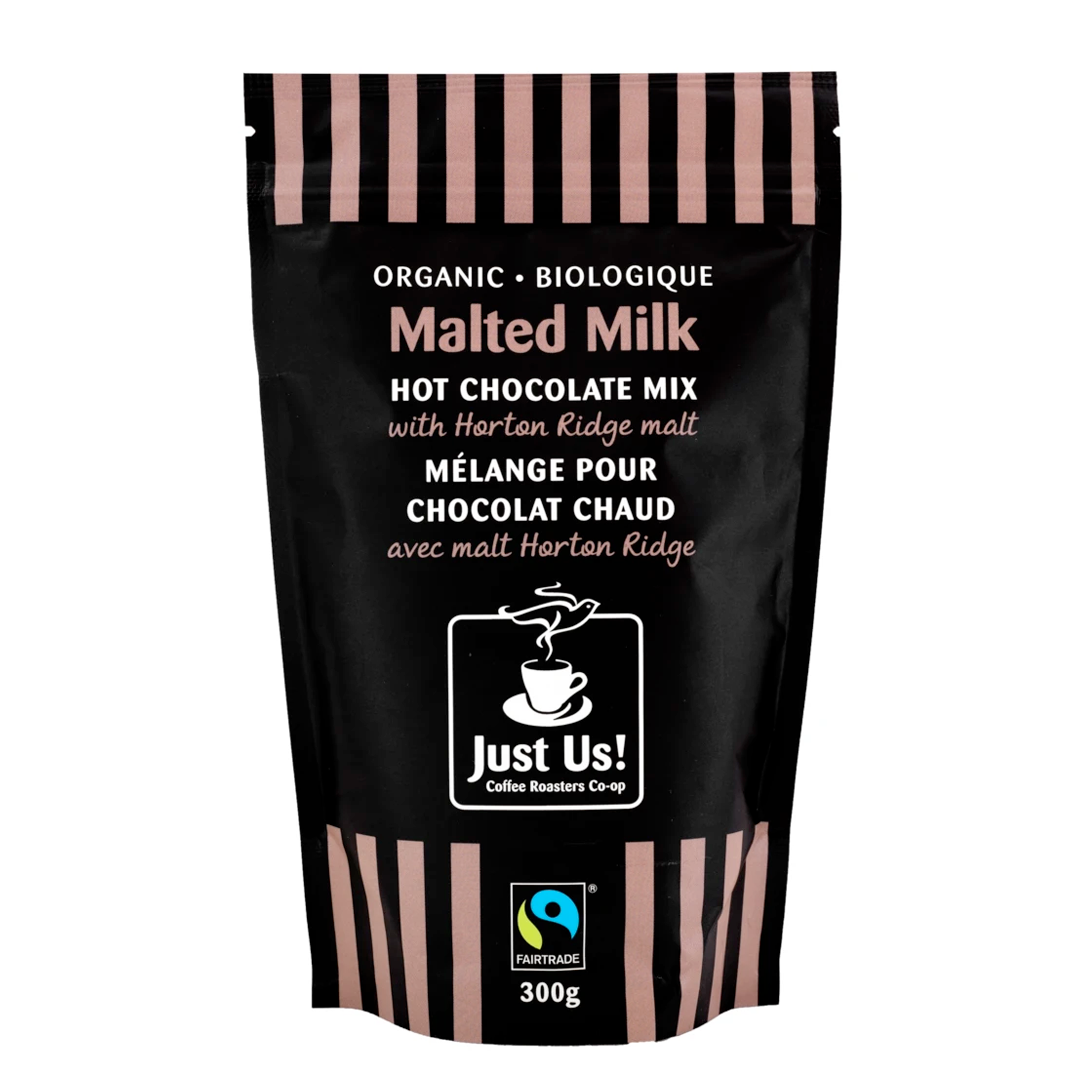 ORGANIC • BIOLOGIQUE
Malted Milk
HOT CHOCOLATE MIX
with Horton Ridge malt
MÉLANGE POUR
CHOCOLAT CHAUD
avec malt Horton Ridge
Just Us!
Coffee Roasters Co-op
®
FAIRTRADE
300g